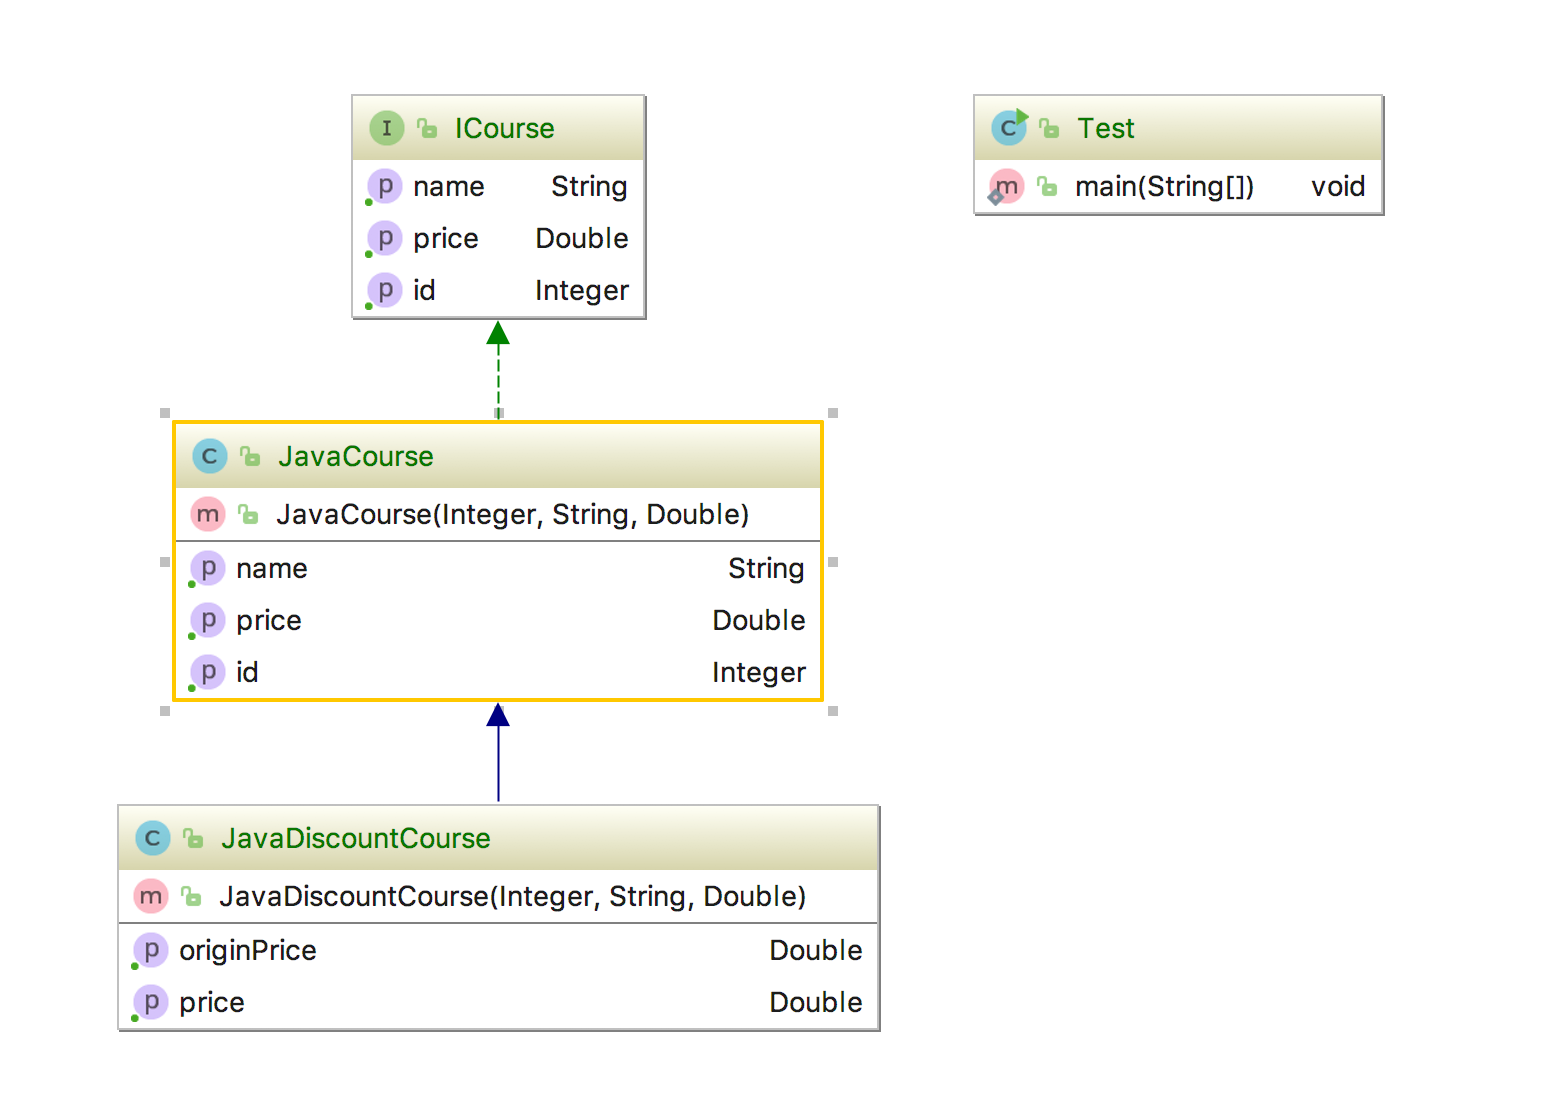 I ICourse
p name String
p price Double
p id Integer
C Test
m main(String[]) void
C JavaCourse
m JavaCourse(Integer, String, Double)
p name String
p price Double
p id Integer
C JavaDiscountCourse
m JavaDiscountCourse(Integer, String, Double)
p originPrice Double
p price Double